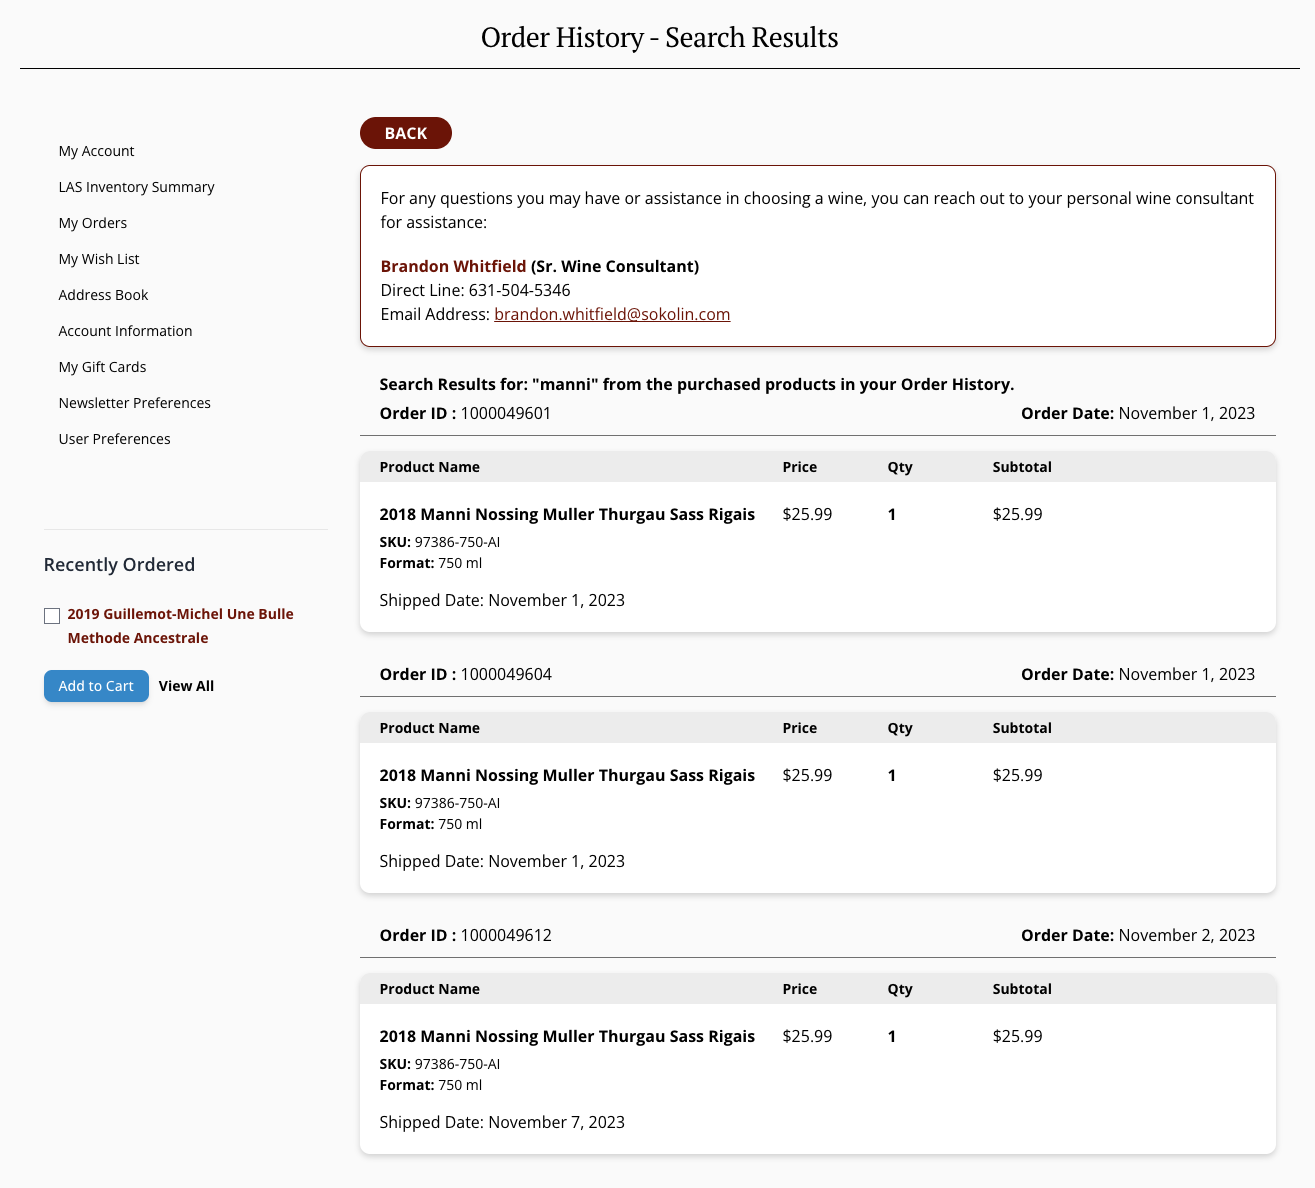 Order History - Search Results
My Account
LAS Inventory Summary
My Orders
My Wish List
Address Book
Account Information
My Gift Cards
Newsletter Preferences
User Preferences
Recently Ordered
2019 Guillemot-Michel Une Bulle
Methode Ancestrale
Add to Cart View All
BACK
For any questions you may have or assistance in choosing a wine, you can reach out to your personal wine consultant
for assistance:
Brandon Whitfield (Sr. Wine Consultant)
Direct Line: 631-504-5346
Email Address: brandon.whitfield@sokolin.com
Search Results for: "manni" from the purchased products in your Order History.
Order ID : 1000049601 Order Date: November 1, 2023
Product Name Price Qty Subtotal
2018 Manni Nossing Muller Thurgau Sass Rigais $25.99 1 $25.99
SKU: 97386-750-AI
Format: 750 ml
Shipped Date: November 1, 2023
Order ID : 1000049604 Order Date: November 1, 2023
Product Name Price Qty Subtotal
2018 Manni Nossing Muller Thurgau Sass Rigais $25.99 1 $25.99
SKU: 97386-750-AI
Format: 750 ml
Shipped Date: November 1, 2023
Order ID : 1000049612 Order Date: November 2, 2023
Product Name Price Qty Subtotal
2018 Manni Nossing Muller Thurgau Sass Rigais $25.99 1 $25.99
SKU: 97386-750-AI
Format: 750 ml
Shipped Date: November 7, 2023